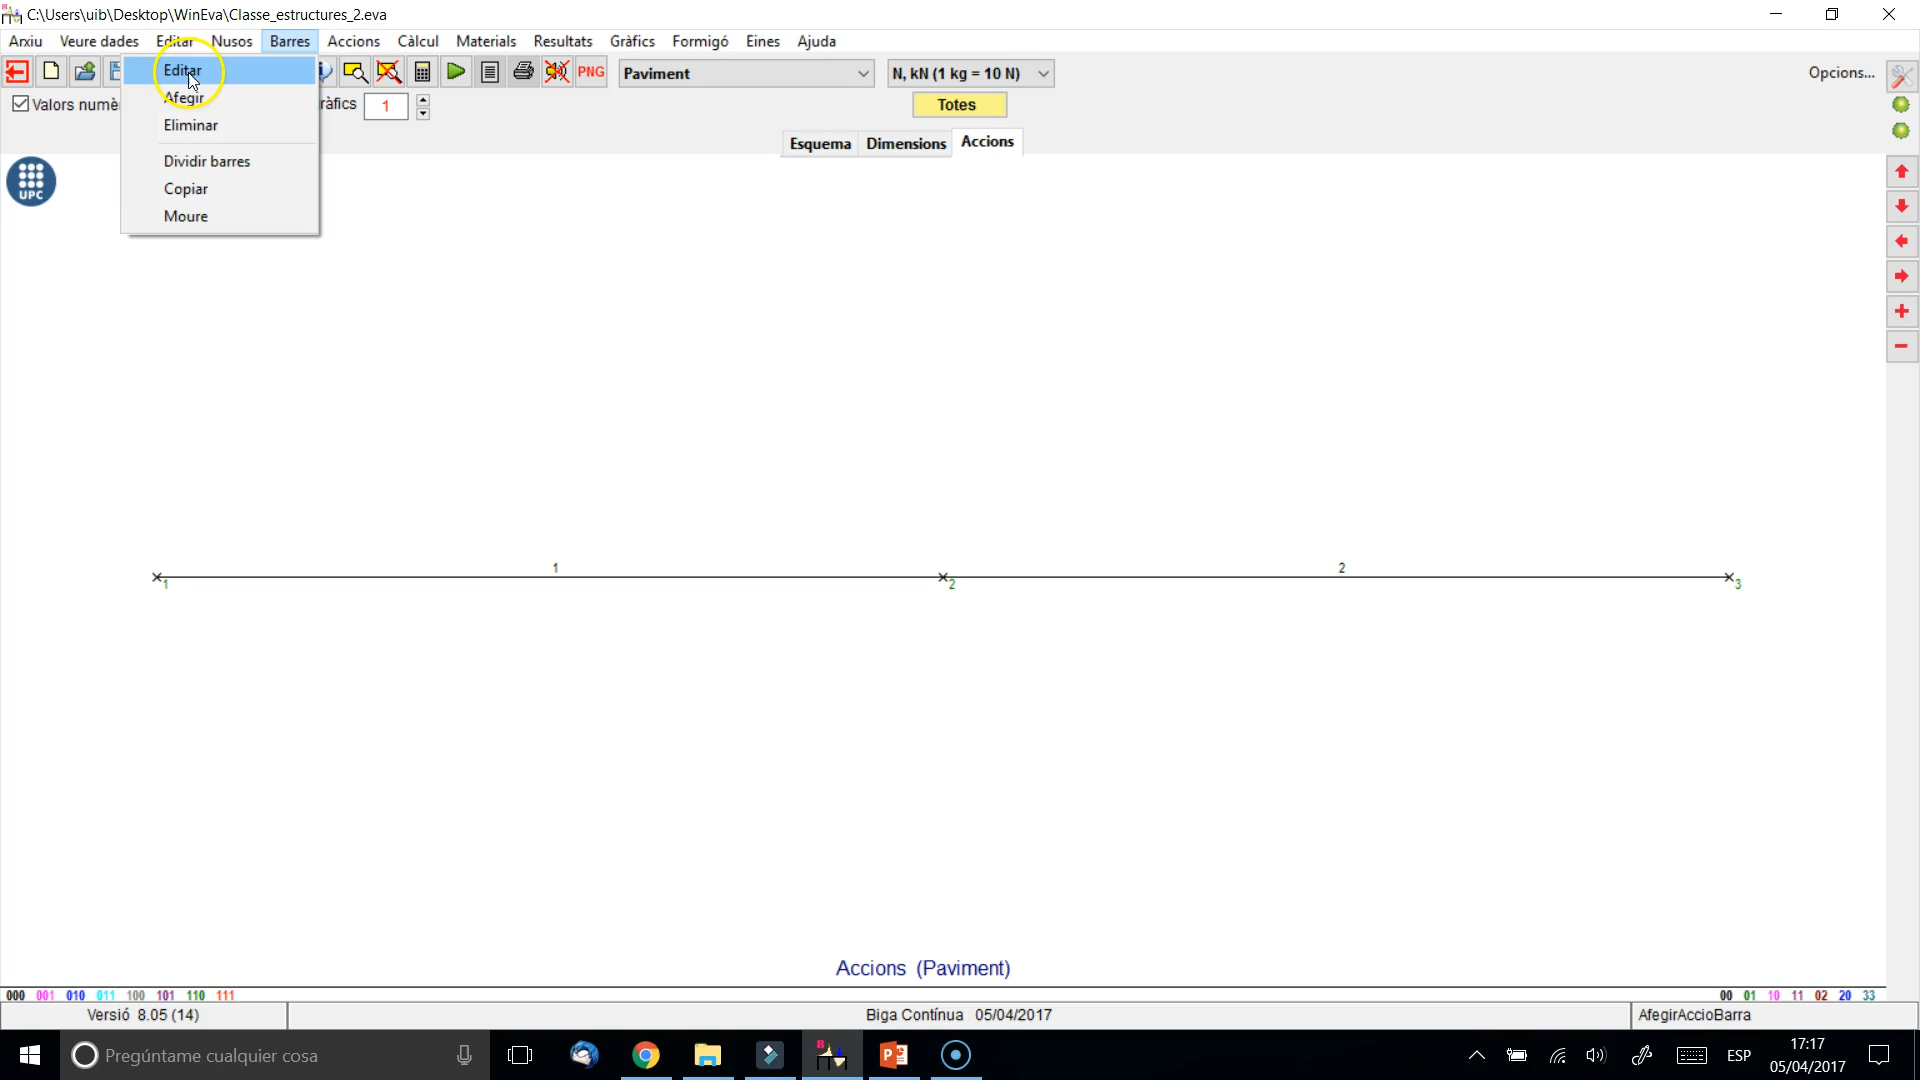 C:\Users\uib\Desktop\WinEva\Classe_estructures_2.eva
Arxiu Veure dades Editar Nusos Barres Accions Càlcul Materials Resultats Gràfics Formigó Eines Ajuda
Editar
Afegir
Eliminar
Dividir barres
Copiar
Moure
PNG Paviment N, kN (1 kg = 10 N) Opcions...
Valors numè ràfics 1 Totes
Esquema Dimensions Accions
UPC
1 2
1 2 3
Accions (Paviment)
000 001 010 011 100 101 110 111 00 01 10 11 02 20 33
Versió 8.05 (14) Biga Contínua 05/04/2017 AfegirAccioBarra
Pregúntame cualquier cosa ESP 17:17
05/04/2017